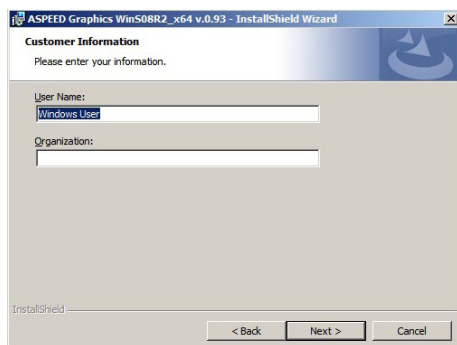 ASPEED Graphics WinS08R2_x64 v.0.93 - InstallShield Wizard
Customer Information
Please enter your information.
User Name:
Windows User
Organization:
InstallShield
< Back Next > Cancel